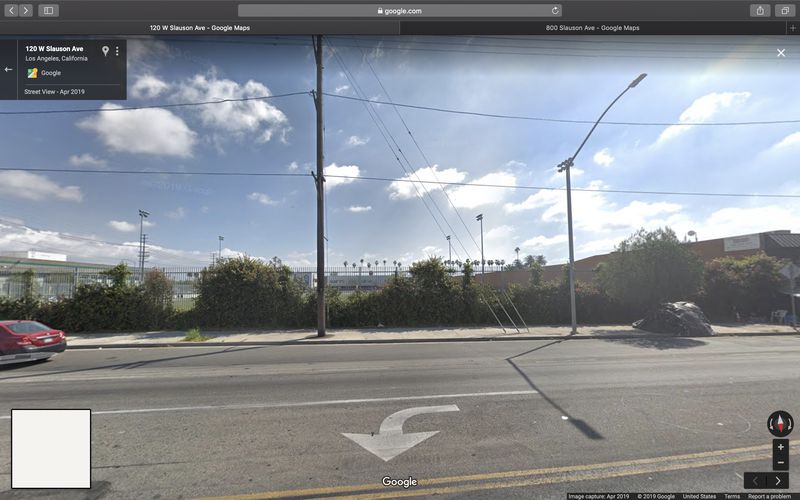 google.com
120 W Slauson Ave - Google Maps
800 Slauson Ave - Google Maps
120 W Slauson Ave
Los Angeles, California
Google
Street View - Apr 2019
Google
Image capture: Apr 2019 © 2019 Google United States Terms Report a problem